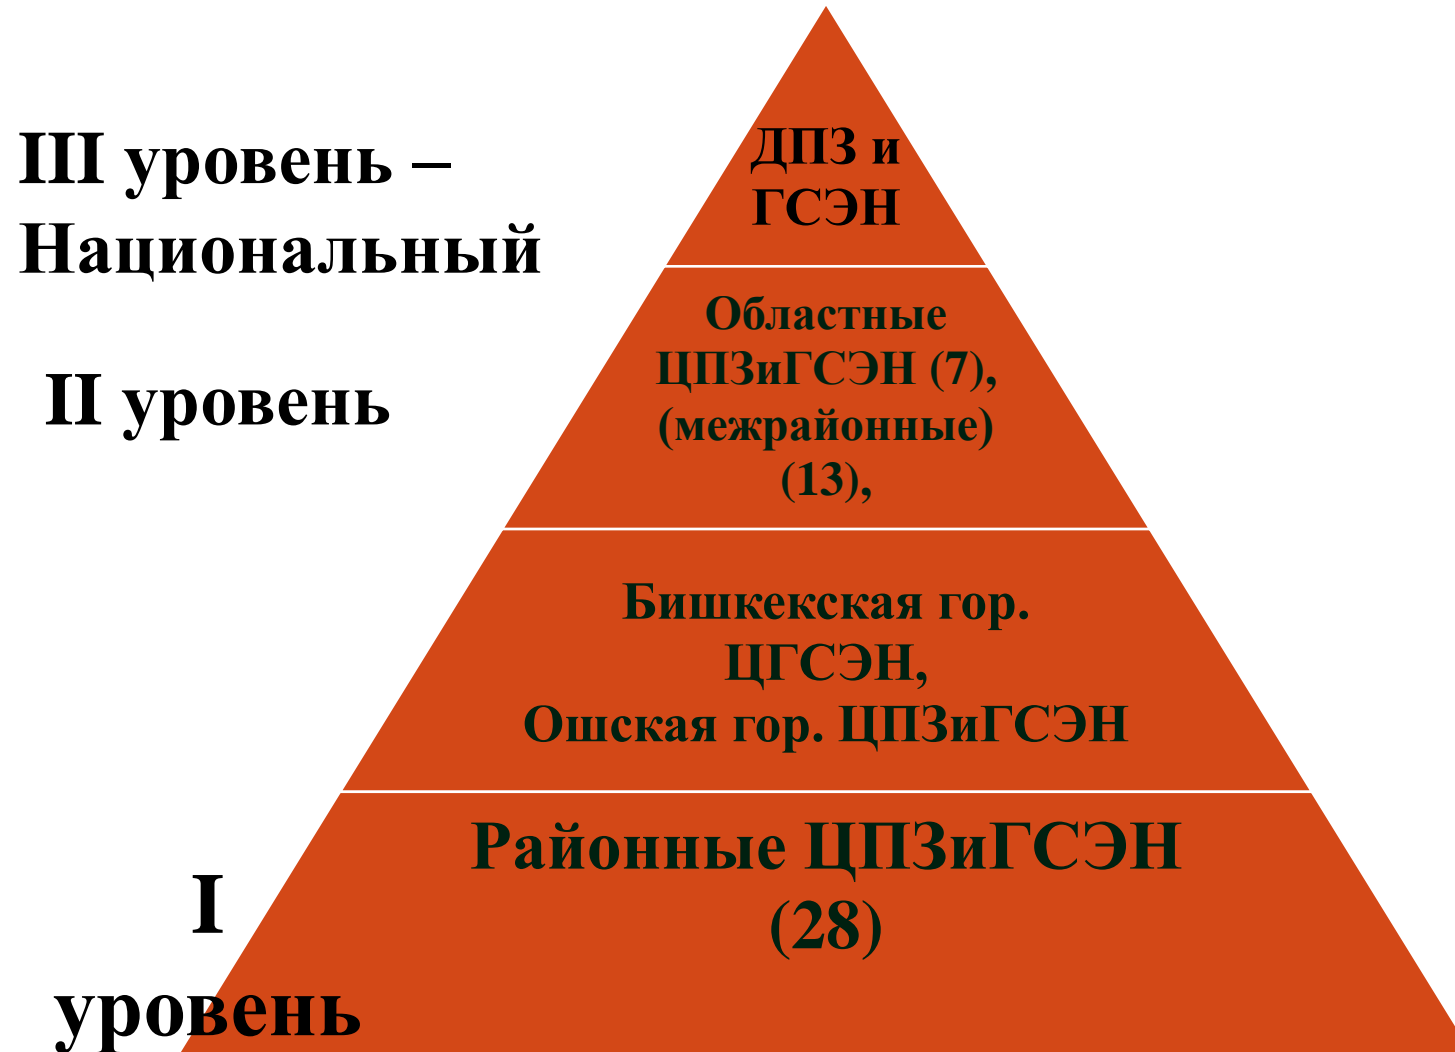 III уровень –
Национальный
ДПЗ и
ГСЭН
II уровень
Областные
ЦПЗиГСЭН (7),
(межрайонные)
(13),
Бишкекская гор.
ЦГСЭН,
Ошская гор. ЦПЗиГСЭН
I
уровень
Районные ЦПЗиГСЭН
(28)